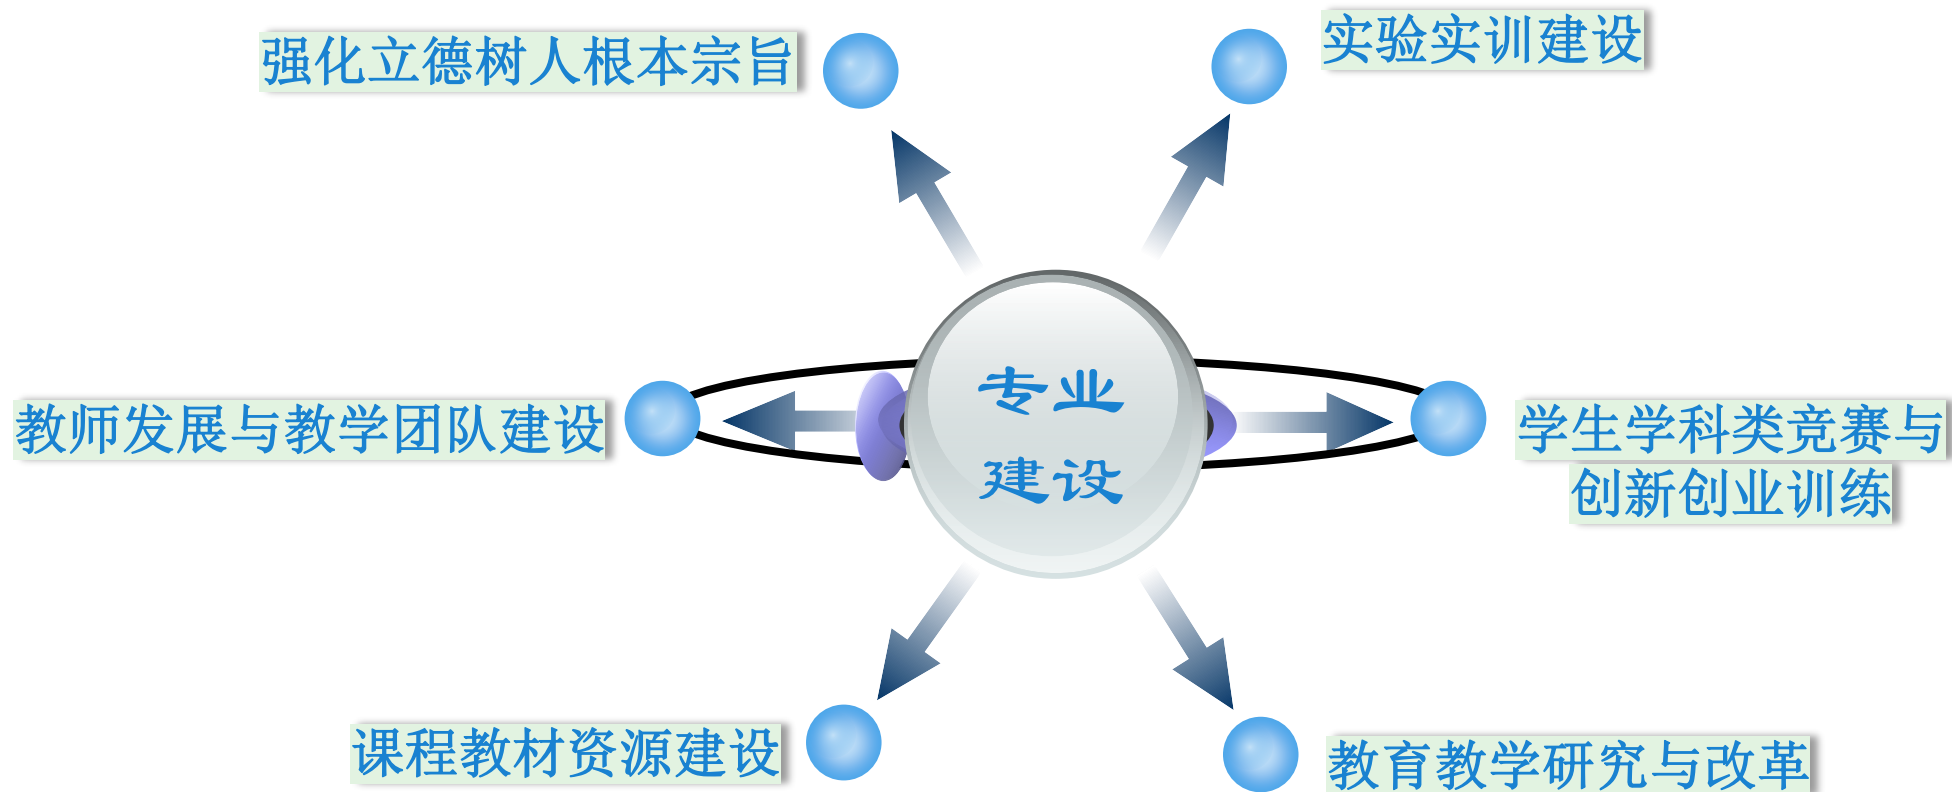 强化立德树人根本宗旨
实验实训建设
专业
建设
教师发展与教学团队建设
学生学科类竞赛与
创新创业训练
课程教材资源建设
教育教学研究与改革